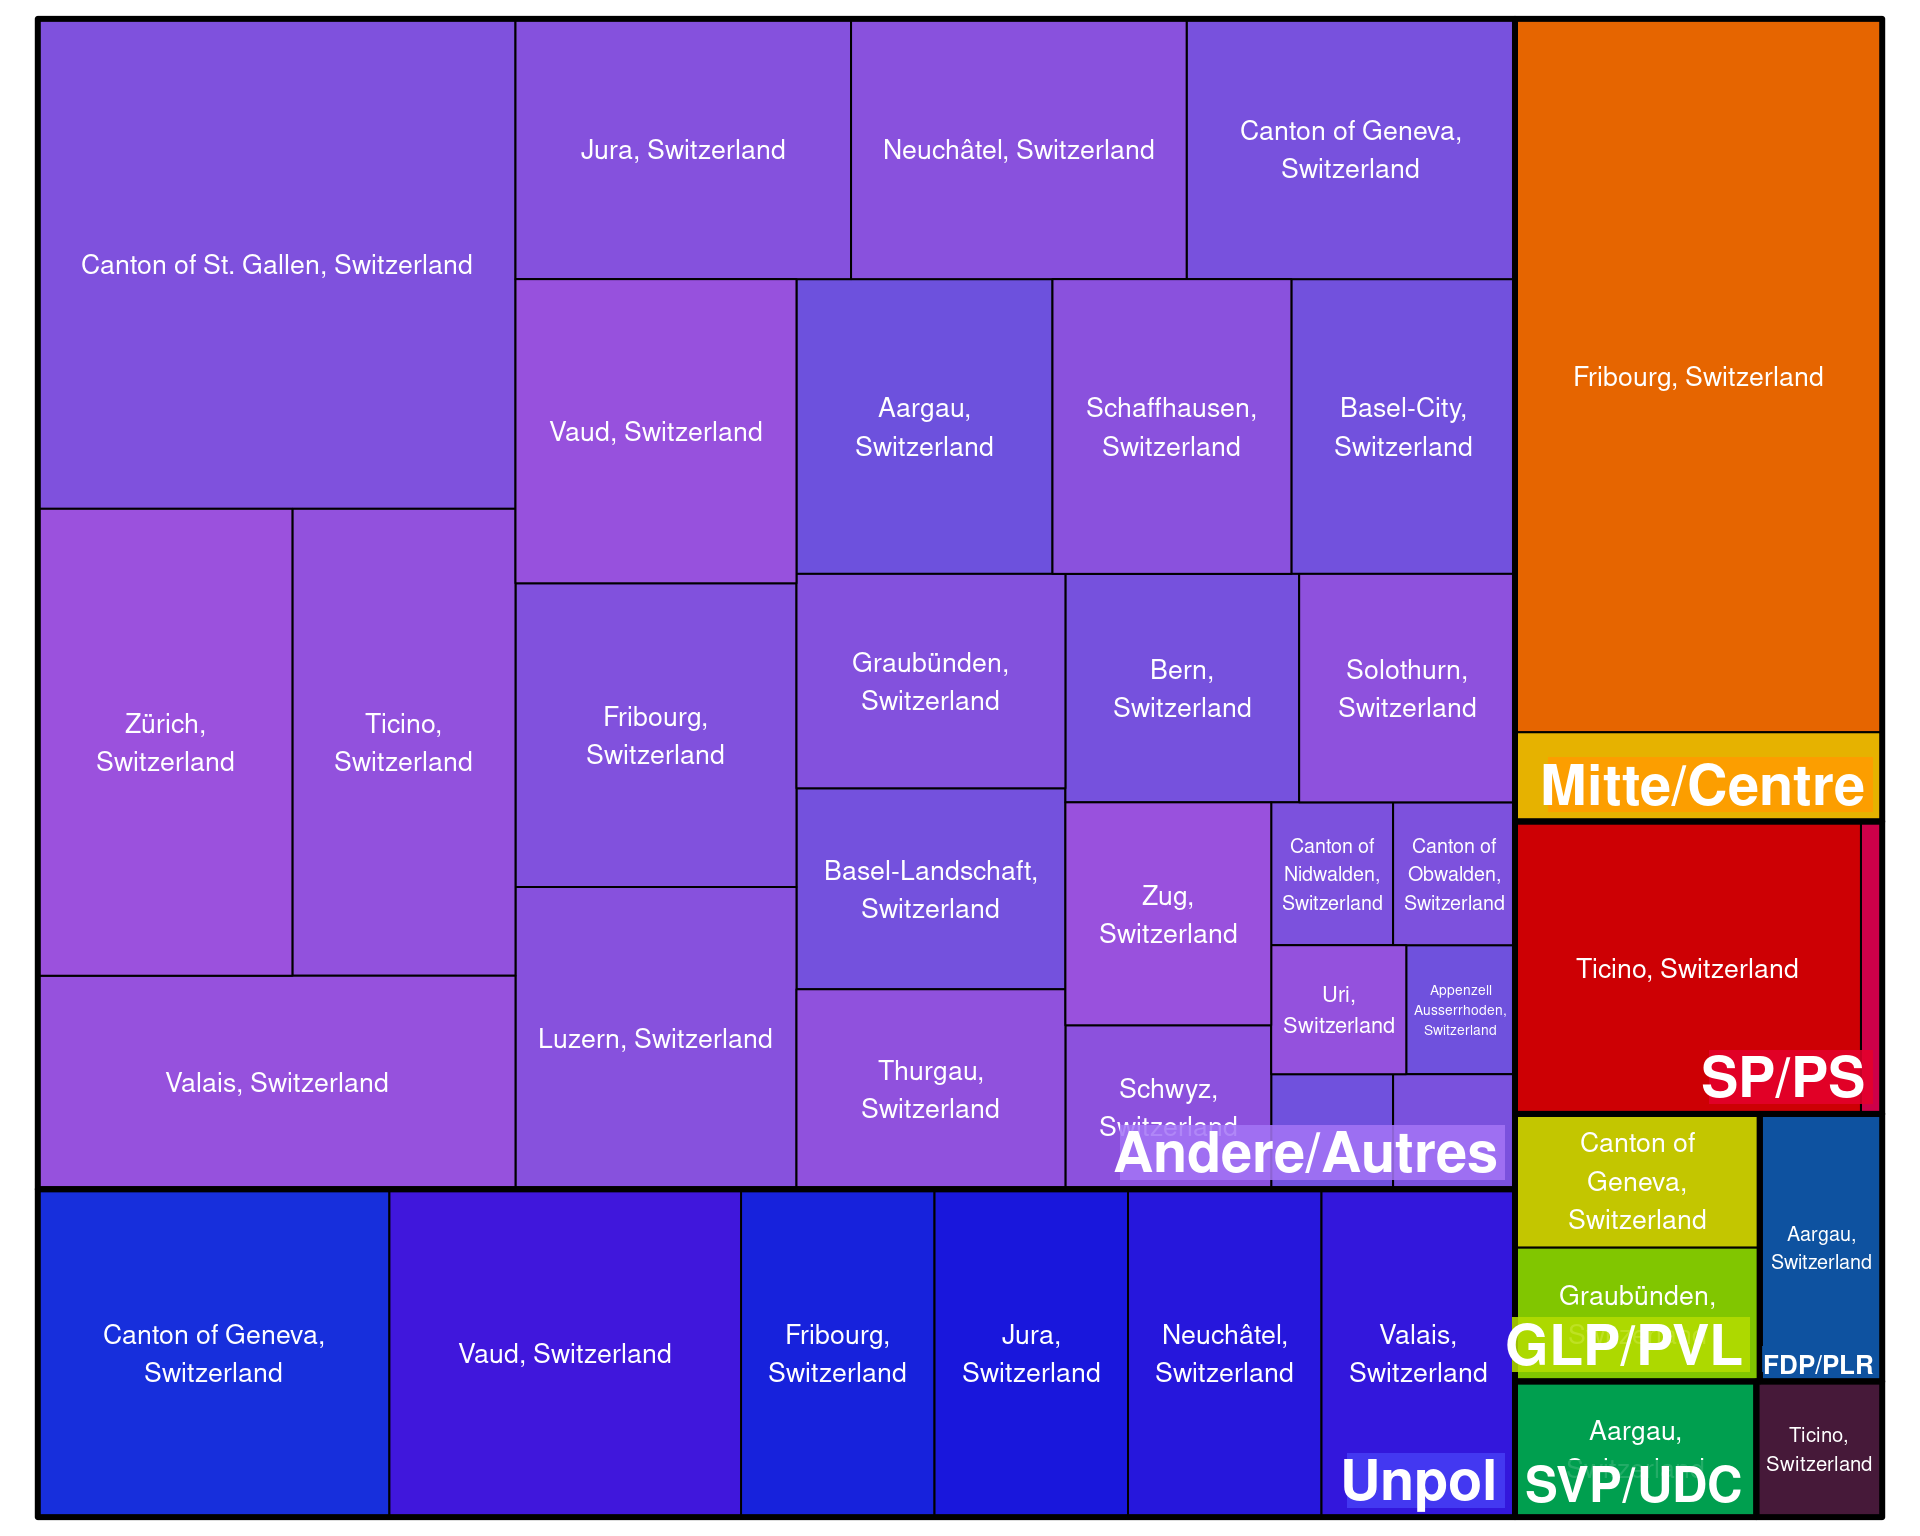 Canton of St. Gallen, Switzerland
Jura, Switzerland
Neuchâtel, Switzerland
Canton of Geneva,
Switzerland
Vaud, Switzerland
Aargau,
Switzerland
Schaffhausen,
Switzerland
Basel-City,
Switzerland
Zürich,
Switzerland
Ticino,
Switzerland
Valais, Switzerland
Fribourg,
Switzerland
Luzern, Switzerland
Graubünden,
Switzerland
Bern,
Switzerland
Solothurn,
Switzerland
Basel-Landschaft,
Switzerland
Thurgau,
Switzerland
Zug,
Switzerland
Canton of
Nidwalden,
Switzerland
Canton of
Obwalden,
Switzerland
Uri,
Switzerland
Appenzell
Ausserrhoden,
Switzerland
Schwyz,
Switzerland
Andere/Autres
Canton of Geneva,
Switzerland
Vaud, Switzerland
Fribourg,
Switzerland
Jura,
Switzerland
Neuchâtel,
Switzerland
Valais,
Switzerland
Unpol
Fribourg, Switzerland
Mitte/Centre
Ticino, Switzerland
SP/PS
Canton of
Geneva,
Switzerland
Graubünden,
Switzerland
GLP/PVL
Aargau,
Switzerland
FDP/PLR
Aargau,
Switzerland
SVP/UDC
Ticino,
Switzerland